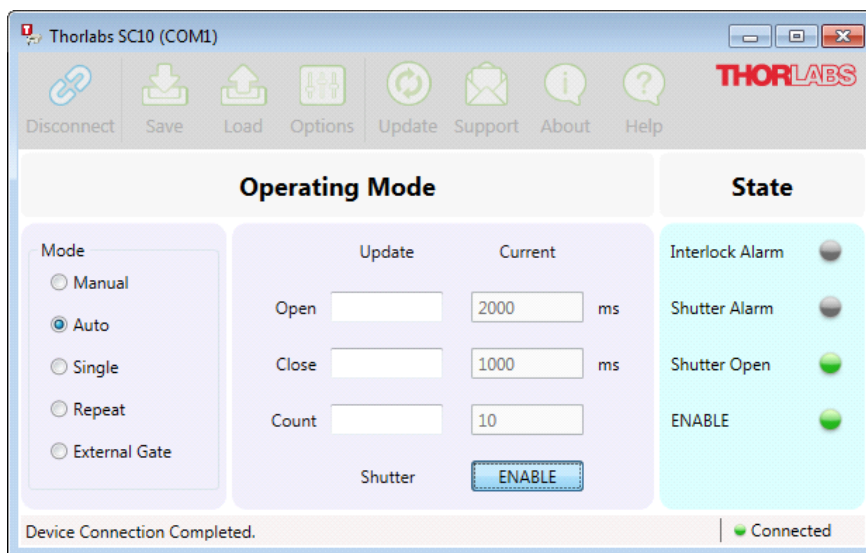 Thorlabs SC10 (COM1)
Disconnect Save Load Options Update Support About Help
THORLABS
Operating Mode
State
Mode
Manual
Auto
Single
Repeat
External Gate
Update Current
Open 2000 ms
Close 1000 ms
Count 10
Shutter ENABLE
Interlock Alarm
Shutter Alarm
Shutter Open
ENABLE
Device Connection Completed.
Connected